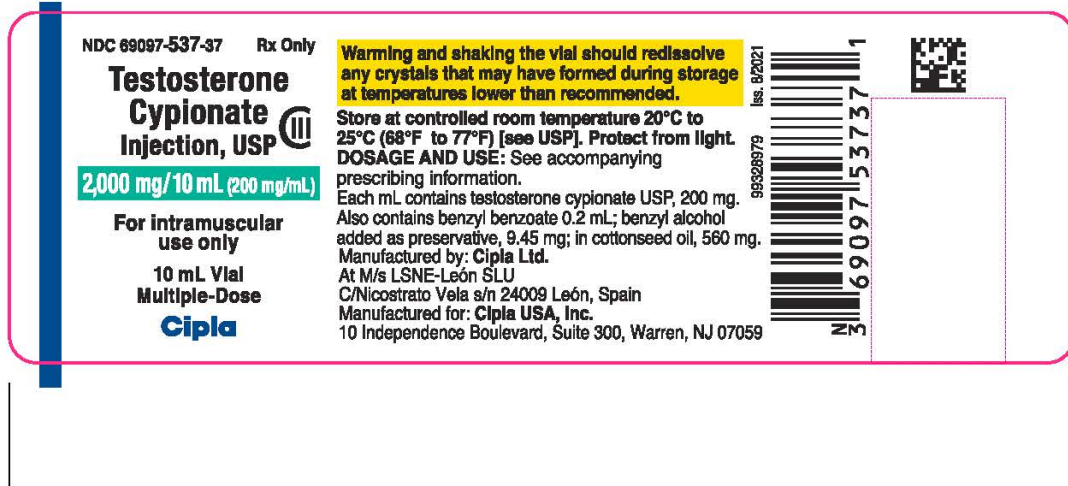 NDC 69097-537-37 Rx Only
Testosterone
Cypionate
Injection, USP CIII
2,000 mg/10 mL (200 mg/mL)
For intramuscular
use only
10 mL Vial
Multiple-Dose
Cipla
Warming and shaking the vial should redissolve
any crystals that may have formed during storage
at temperatures lower than recommended.
Store at controlled room temperature 20°C to
25°C (68°F to 77°F) [see USP]. Protect from light.
DOSAGE AND USE: See accompanying
prescribing information.
Each mL contains testosterone cypionate USP, 200 mg.
Also contains benzyl benzoate 0.2 mL; benzyl alcohol
added as preservative, 9.45 mg; in cottonseed oil, 560 mg.
Manufactured by: Cipla Ltd.
At M/s LSNE-León SLU
C/Nicostrato Vela s/n 24009 León, Spain
Manufactured for: Cipla USA, Inc.
10 Independence Boulevard, Suite 300, Warren, NJ 07059
99328979 Iss. 8/2021
N
3 69097 53737 1